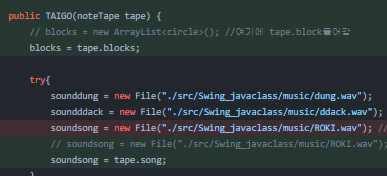 public TAIGO(noteTape tape) {
// blocks = new ArrayList<circle>(); //여기에 tape.block들어감
blocks = tape.blocks;
try{
sounddung = new File("./src/Swing_javaclass/music/dung.wav");
soundddack = new File("./src/Swing_javaclass/music/ddack.wav");
soundsong = new File("./src/Swing_javaclass/music/ROKI.wav"); //
// soundsong = new File("./src/Swing_javaclass/music/ROKI.wav");
soundsong = tape.song;
}